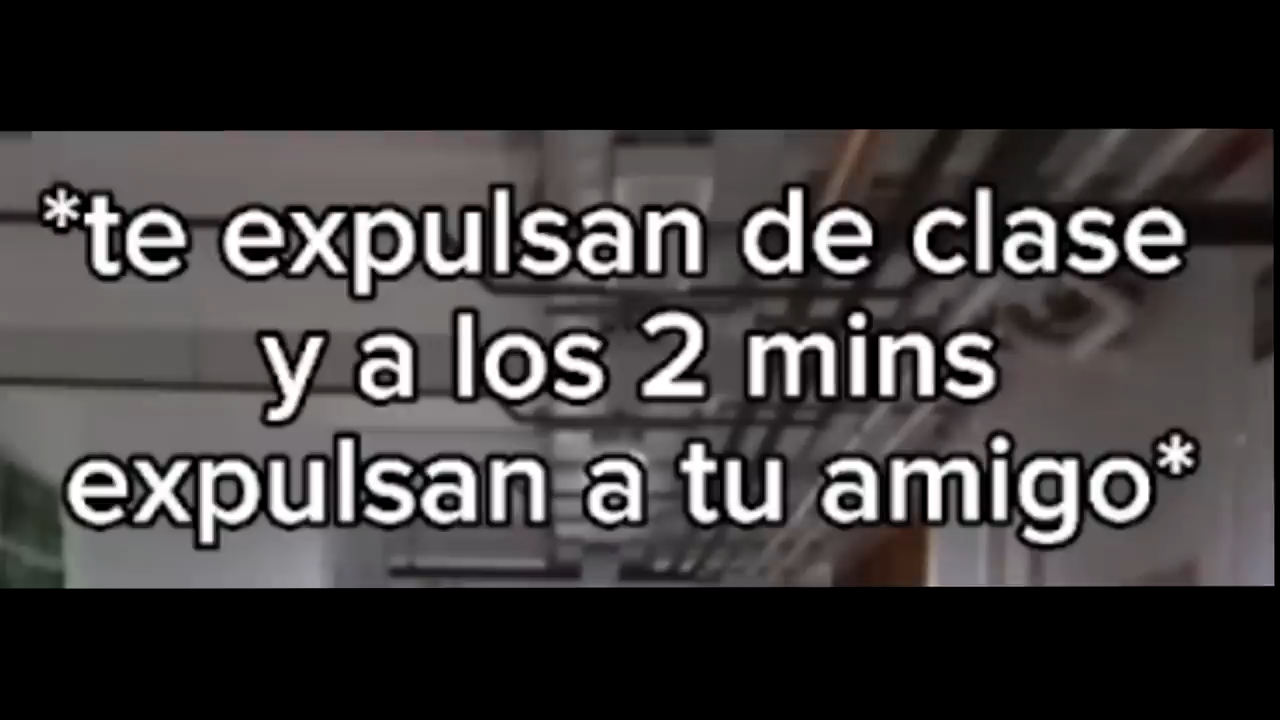 *te expulsan de clase
y a los 2 mins
expulsan a tu amigo*